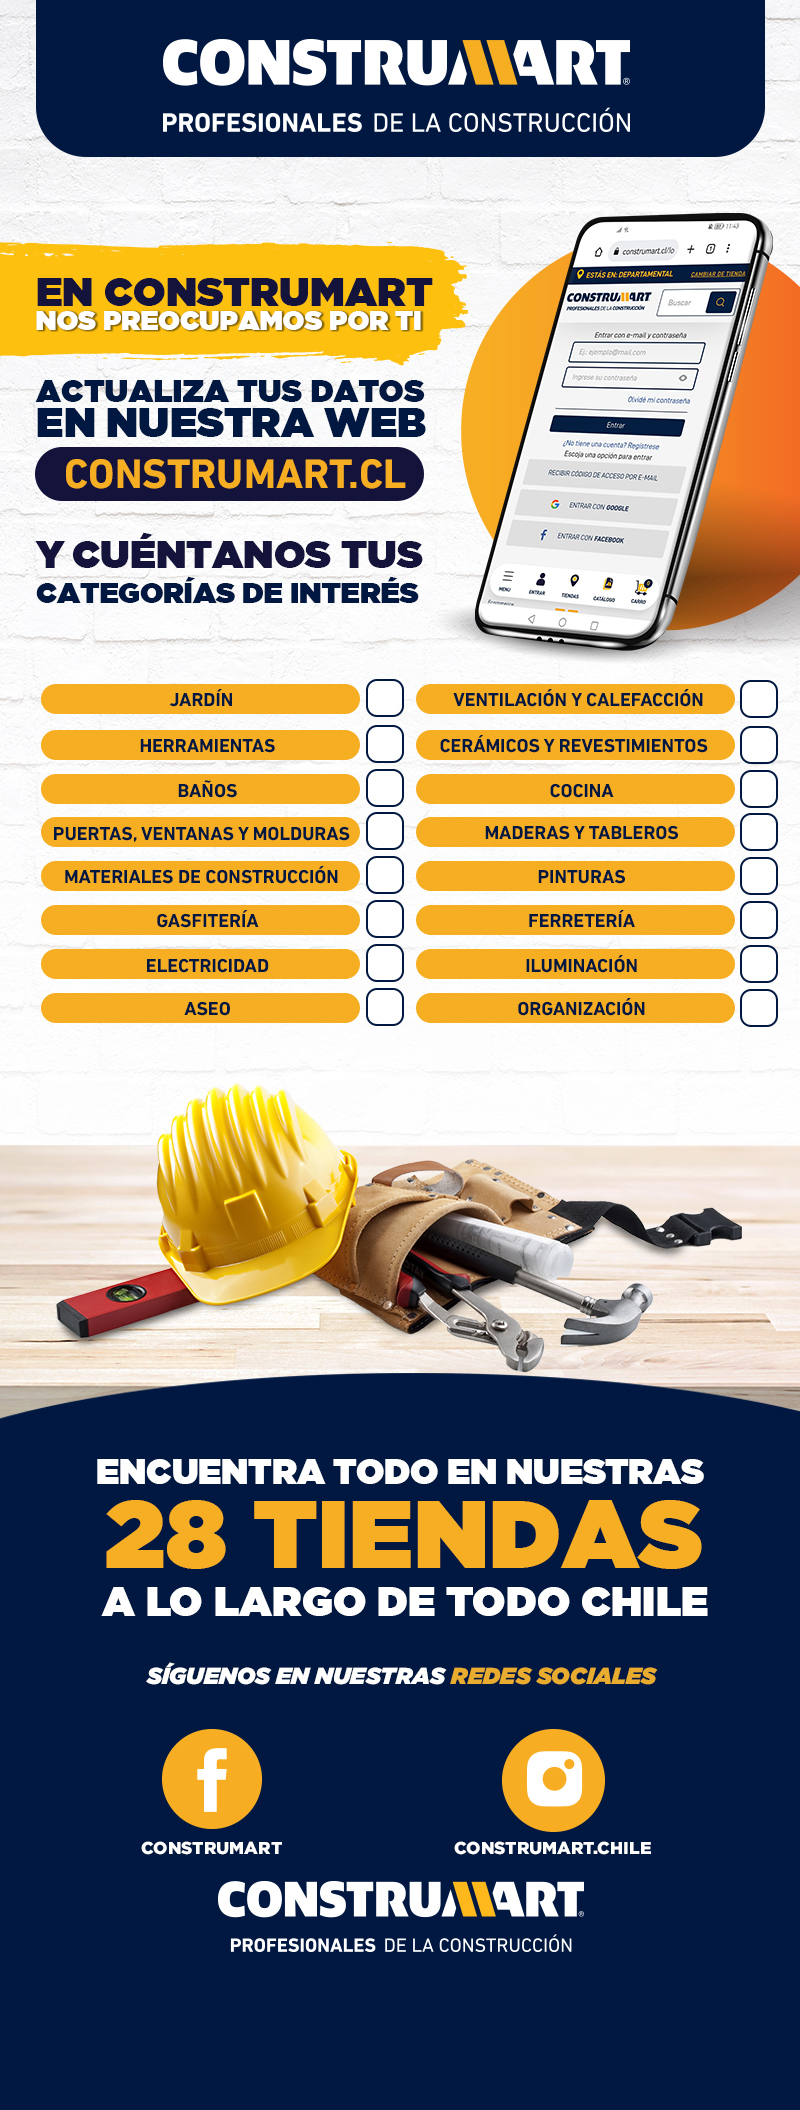 CONSTRUMART®
PROFESIONALES DE LA CONSTRUCCIÓN
EN CONSTRUMART
NOS PREOCUPAMOS POR TI
ACTUALIZA TUS DATOS
EN NUESTRA WEB
CONSTRUMART.CL
Y CUÉNTANOS TUS
CATEGORÍAS DE INTERÉS
11:43
construmart.cl/lo
ESTÁS EN: DEPARTAMENTAL CAMBIAR DE TIENDA
CONSTRUMART
PROFESIONALES DE LA CONSTRUCCIÓN
Buscar
Entrar con e-mail y contraseña
Ej.: ejemplo@mail.com
Ingrese su contraseña
Olvidé mi contraseña
Entrar
¿No tiene una cuenta? Regístrese
Escoja una opción para entrar
RECIBIR CÓDIGO DE ACCESO POR E-MAIL
ENTRAR CON GOOGLE
ENTRAR CON FACEBOOK
MENÚ ENTRAR TIENDAS CATÁLOGO CARRO
Ecommerce
JARDÍN
VENTILACIÓN Y CALEFACCIÓN
HERRAMIENTAS
CERÁMICOS Y REVESTIMIENTOS
BAÑOS
COCINA
PUERTAS, VENTANAS Y MOLDURAS
MADERAS Y TABLEROS
MATERIALES DE CONSTRUCCIÓN
PINTURAS
GASFITERÍA
FERRETERÍA
ELECTRICIDAD
ILUMINACIÓN
ASEO
ORGANIZACIÓN
ENCUENTRA TODO EN NUESTRAS
28 TIENDAS
A LO LARGO DE TODO CHILE
SÍGUENOS EN NUESTRAS REDES SOCIALES
CONSTRUMART
CONSTRUMART.CHILE
CONSTRUMART®
PROFESIONALES DE LA CONSTRUCCIÓN